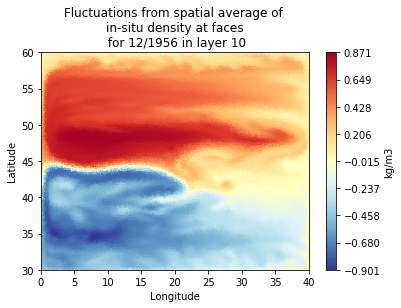 Fluctuations from spatial average of
in-situ density at faces
for 12/1956 in layer 10
60
55
50
45
40
35
30
Latitude
0 5 10 15 20 25 30 35 40
Longitude
0.871
0.649
0.428
0.206
−0.015
−0.237
−0.458
−0.680
−0.901
kg/m3